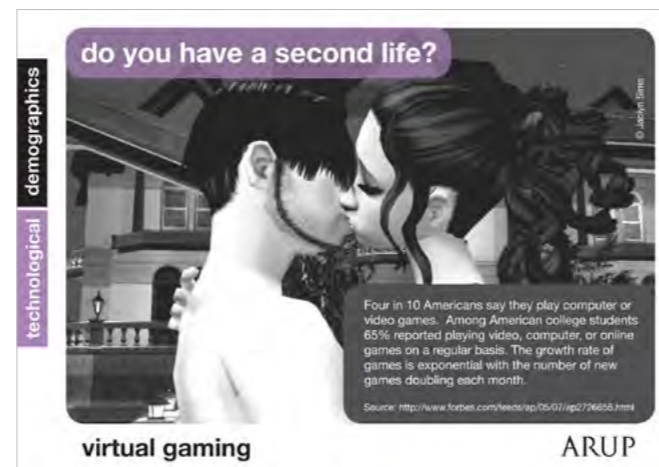 do you have a second life?
demographics
technological
© Jaclyn Sims
Four in 10 Americans say they play computer or
video games. Among American college students
65% reported playing video, computer, or online
games on a regular basis. The growth rate of
games is exponential with the number of new
games doubling each month.
Source: http://www.forbes.com/feeds/ap/05/07/ap2726658.html
virtual gaming
ARUP